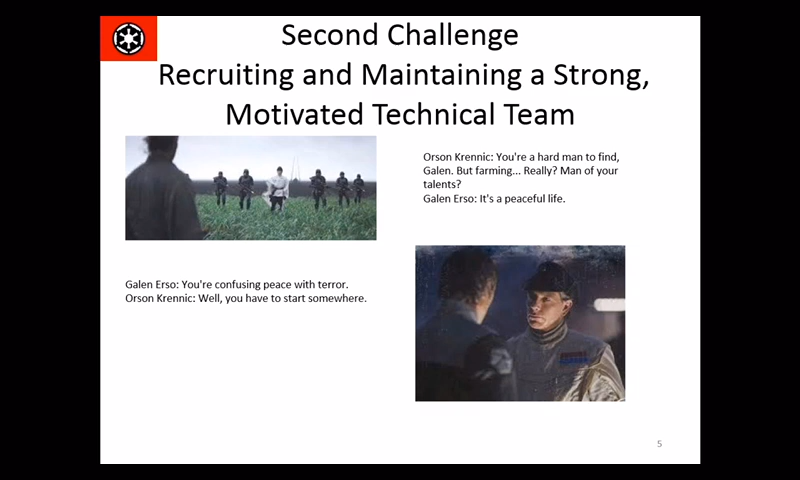 Second Challenge
Recruiting and Maintaining a Strong,
Motivated Technical Team
Orson Krennic: You're a hard man to find,
Galen. But farming... Really? Man of your
talents?
Galen Erso: It's a peaceful life.
Galen Erso: You're confusing peace with terror.
Orson Krennic: Well, you have to start somewhere.
5